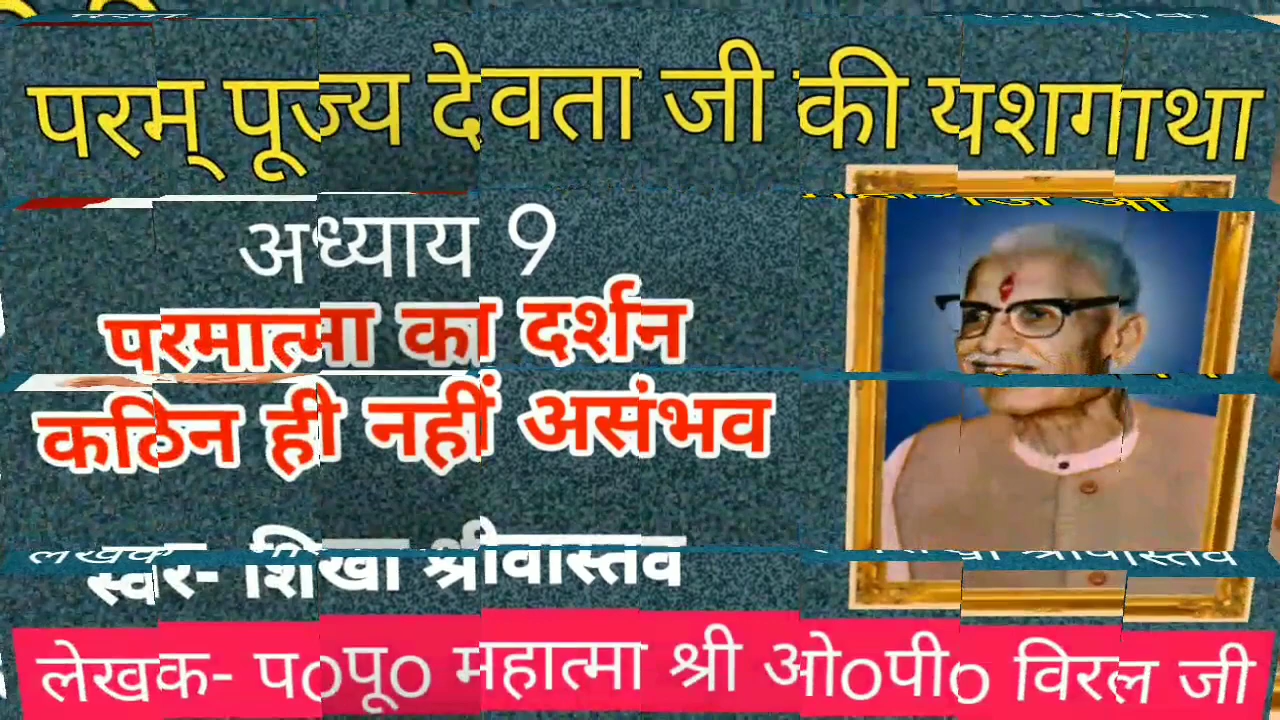 परम् पूज्य देवता जी की यशगाथा
अध्याय 9
परमात्मा का दर्शन
कठिन ही नहीं असंभव
स्वर- शिखा श्रीवास्तव
लेखक- प०पू० महात्मा श्री ओ०पी० विरल जी